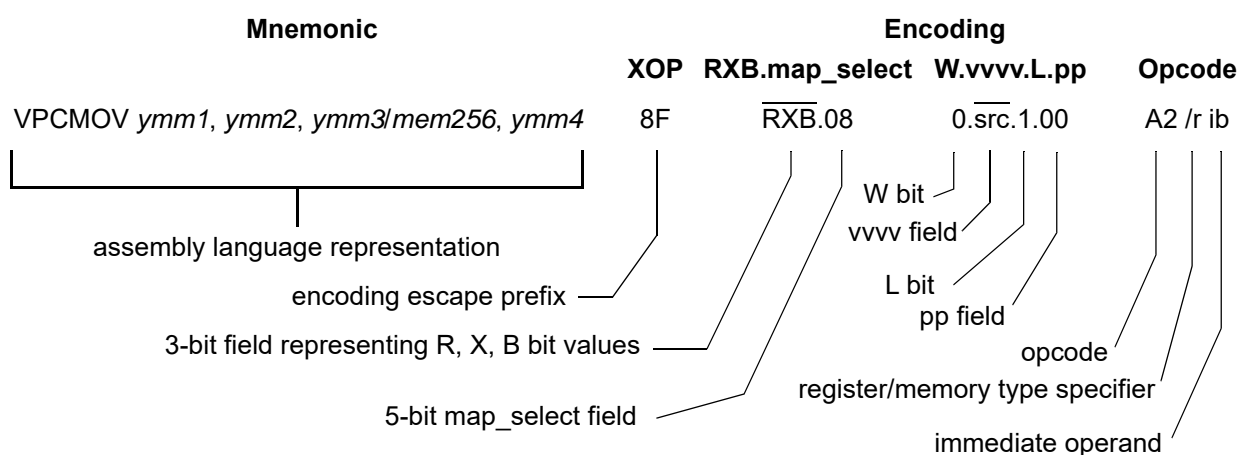 Mnemonic Encoding
XOP RXB.map_select W.vvvv.L.pp Opcode
VPCMOV ymm1, ymm2, ymm3/mem256, ymm4 8F RXB.08 0.src.1.00 A2 /r ib
W bit
vvvv field
assembly language representation
L bit
encoding escape prefix
pp field
3-bit field representing R, X, B bit values
opcode
register/memory type specifier
5-bit map_select field
immediate operand